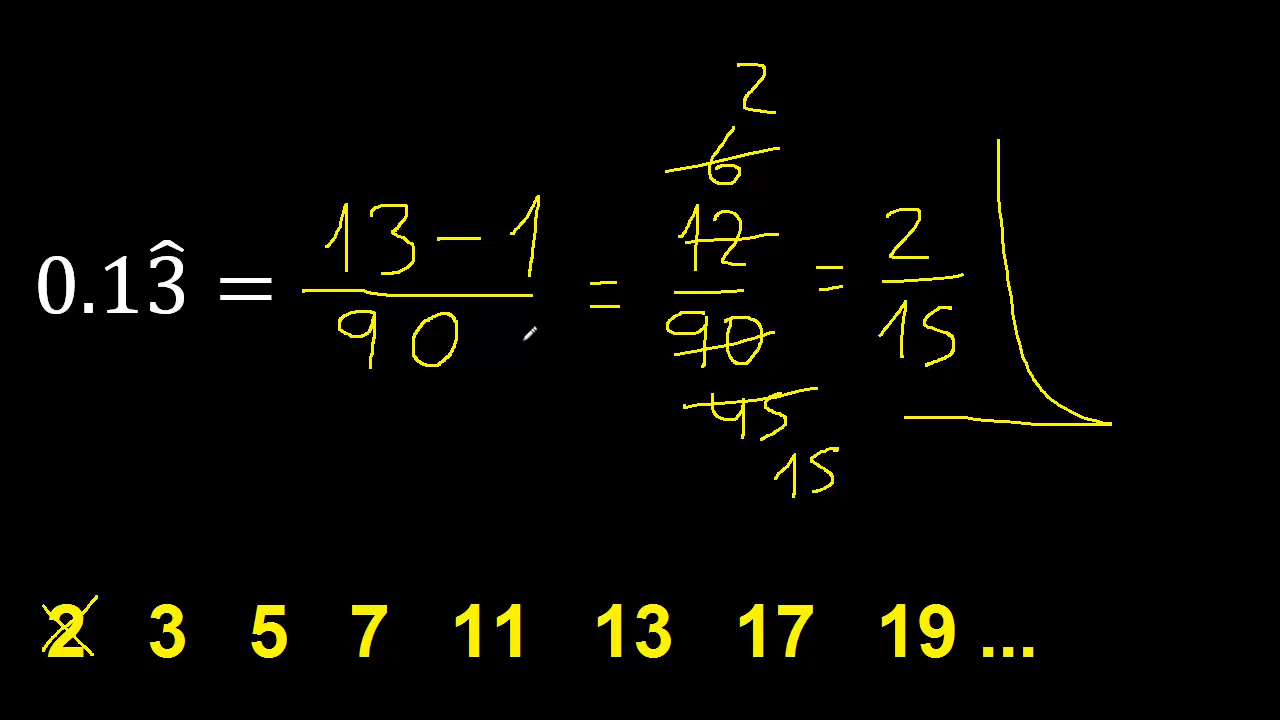 2
6
0.13̂ = 13-1/90 = 12/90 = 2/15
45
15
2 3 5 7 11 13 17 19 ...